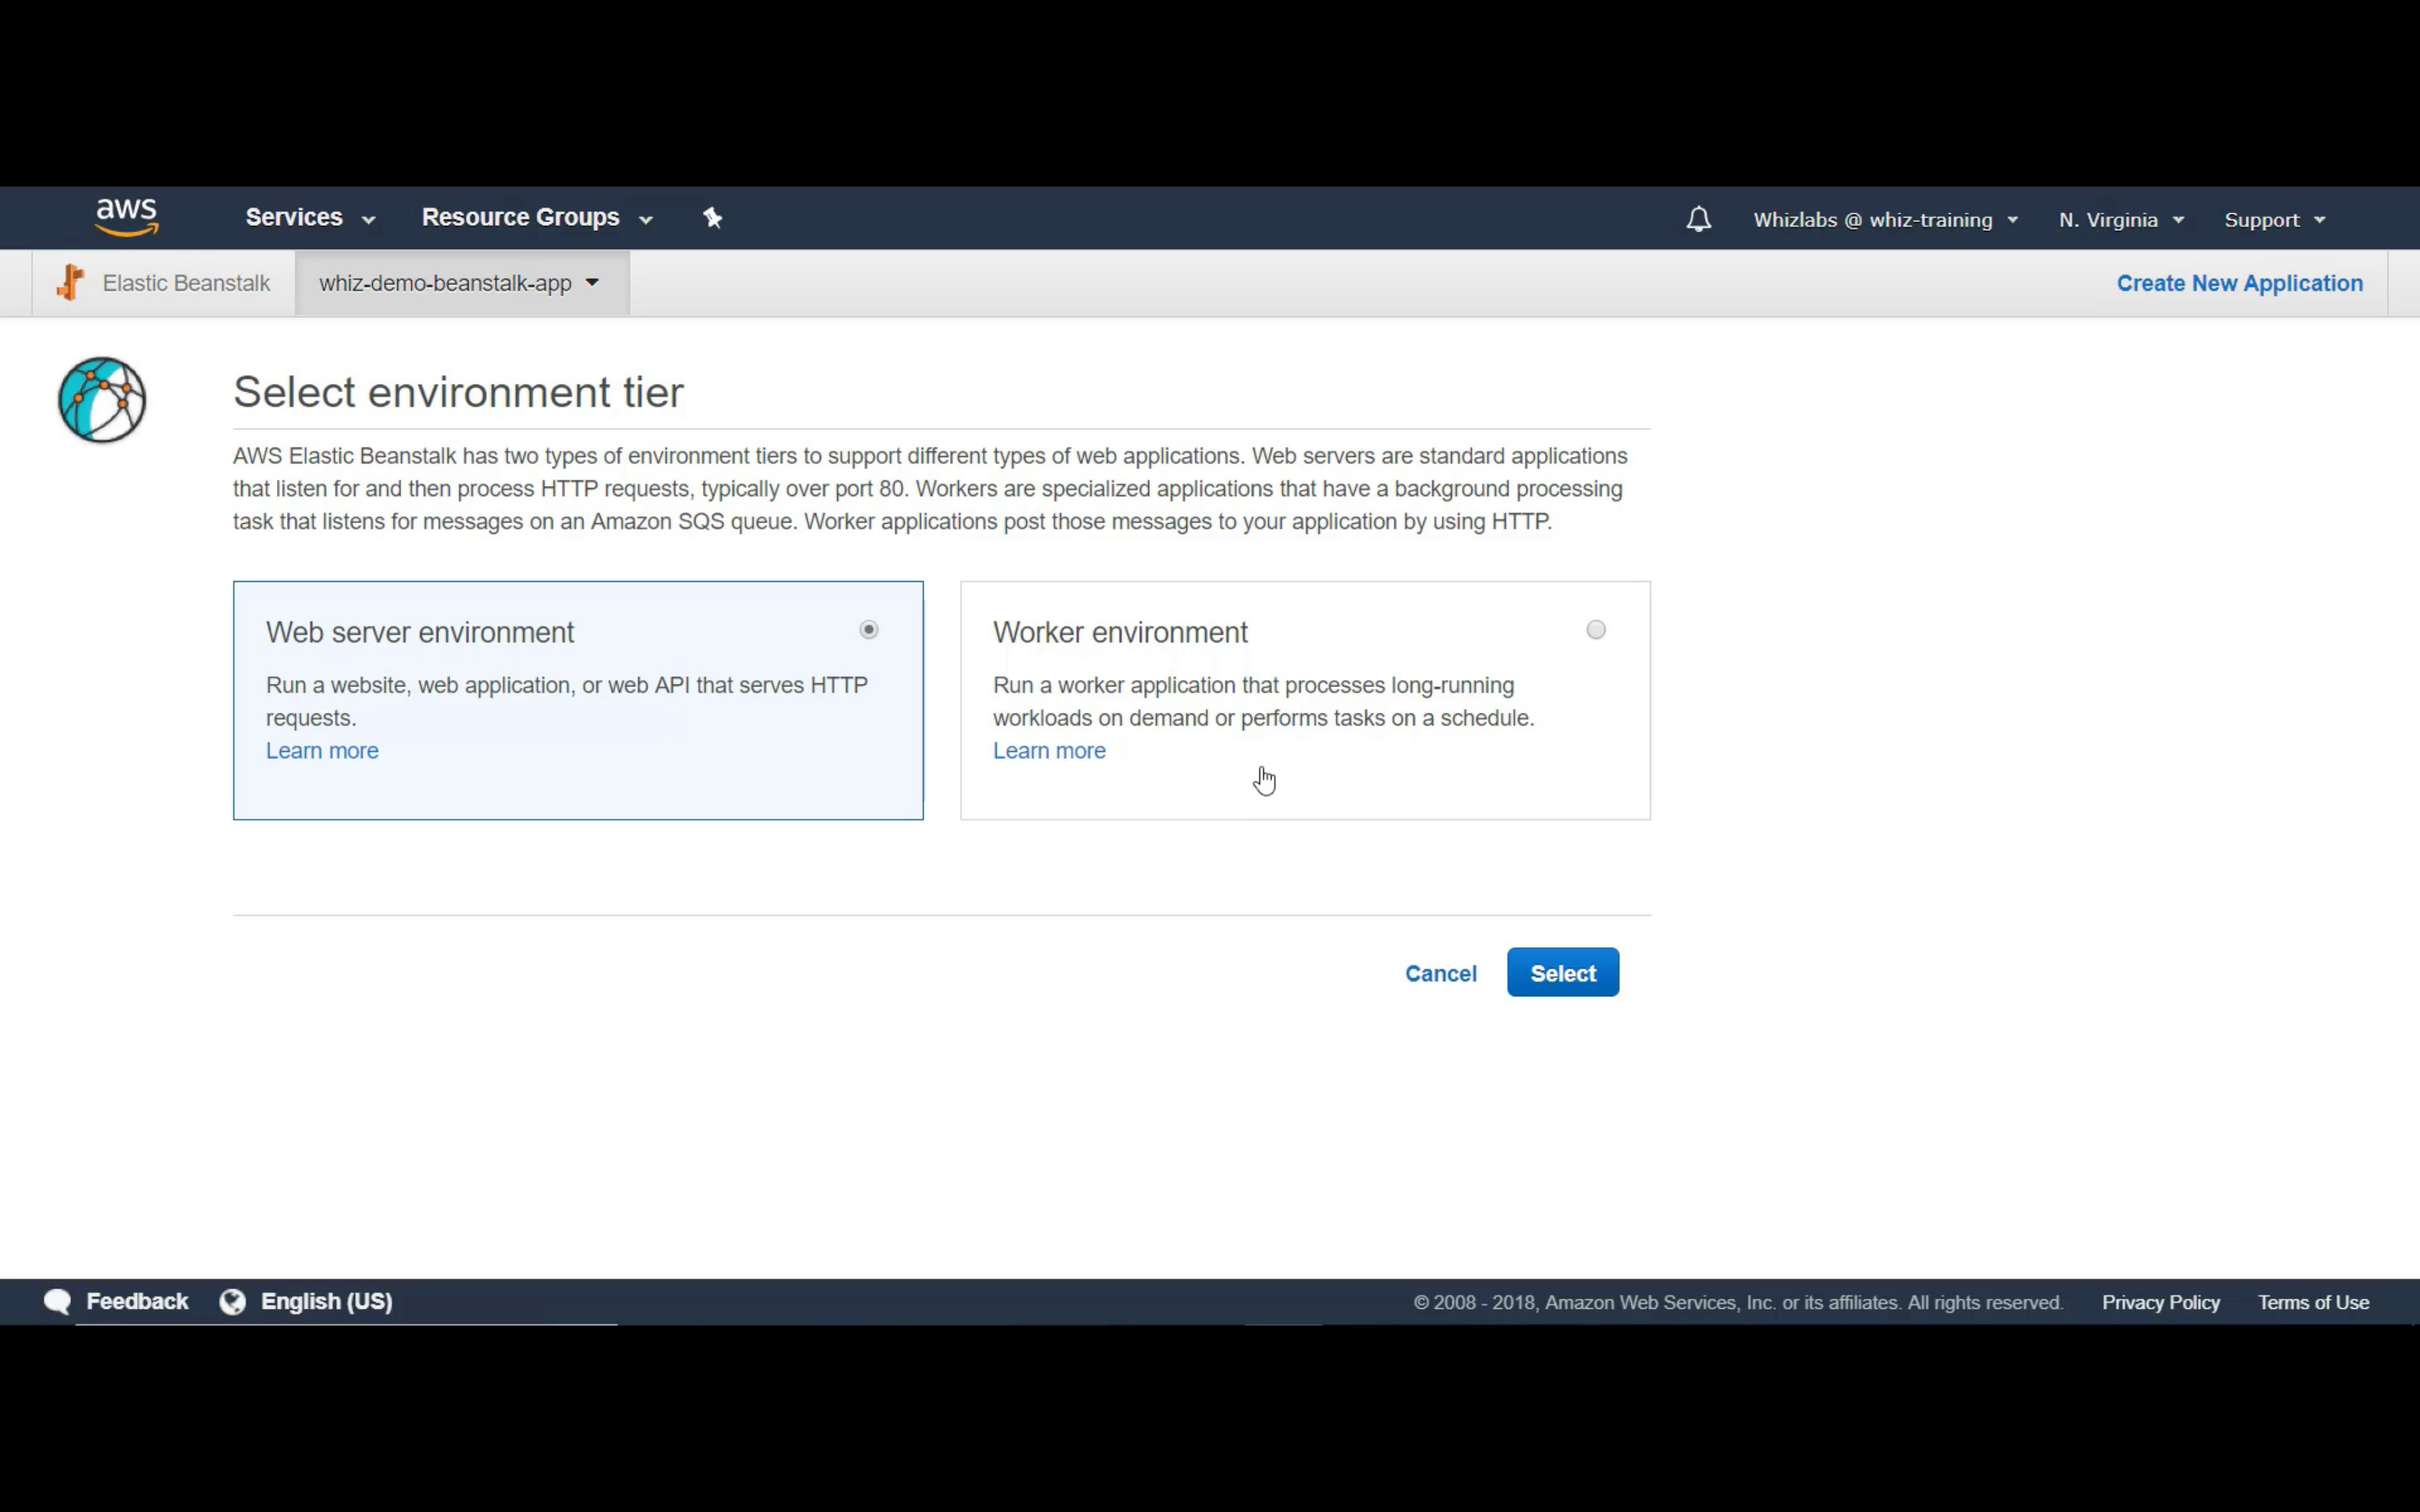 aws Services Resource Groups Whizlabs @ whiz-training N. Virginia Support
Elastic Beanstalk whiz-demo-beanstalk-app Create New Application
Select environment tier
AWS Elastic Beanstalk has two types of environment tiers to support different types of web applications. Web servers are standard applications
that listen for and then process HTTP requests, typically over port 80. Workers are specialized applications that have a background processing
task that listens for messages on an Amazon SQS queue. Worker applications post those messages to your application by using HTTP.
Web server environment
Run a website, web application, or web API that serves HTTP
requests.
Learn more
Worker environment
Run a worker application that processes long-running
workloads on demand or performs tasks on a schedule.
Learn more
Cancel Select
Feedback English (US) © 2008 - 2018, Amazon Web Services, Inc. or its affiliates. All rights reserved. Privacy Policy Terms of Use